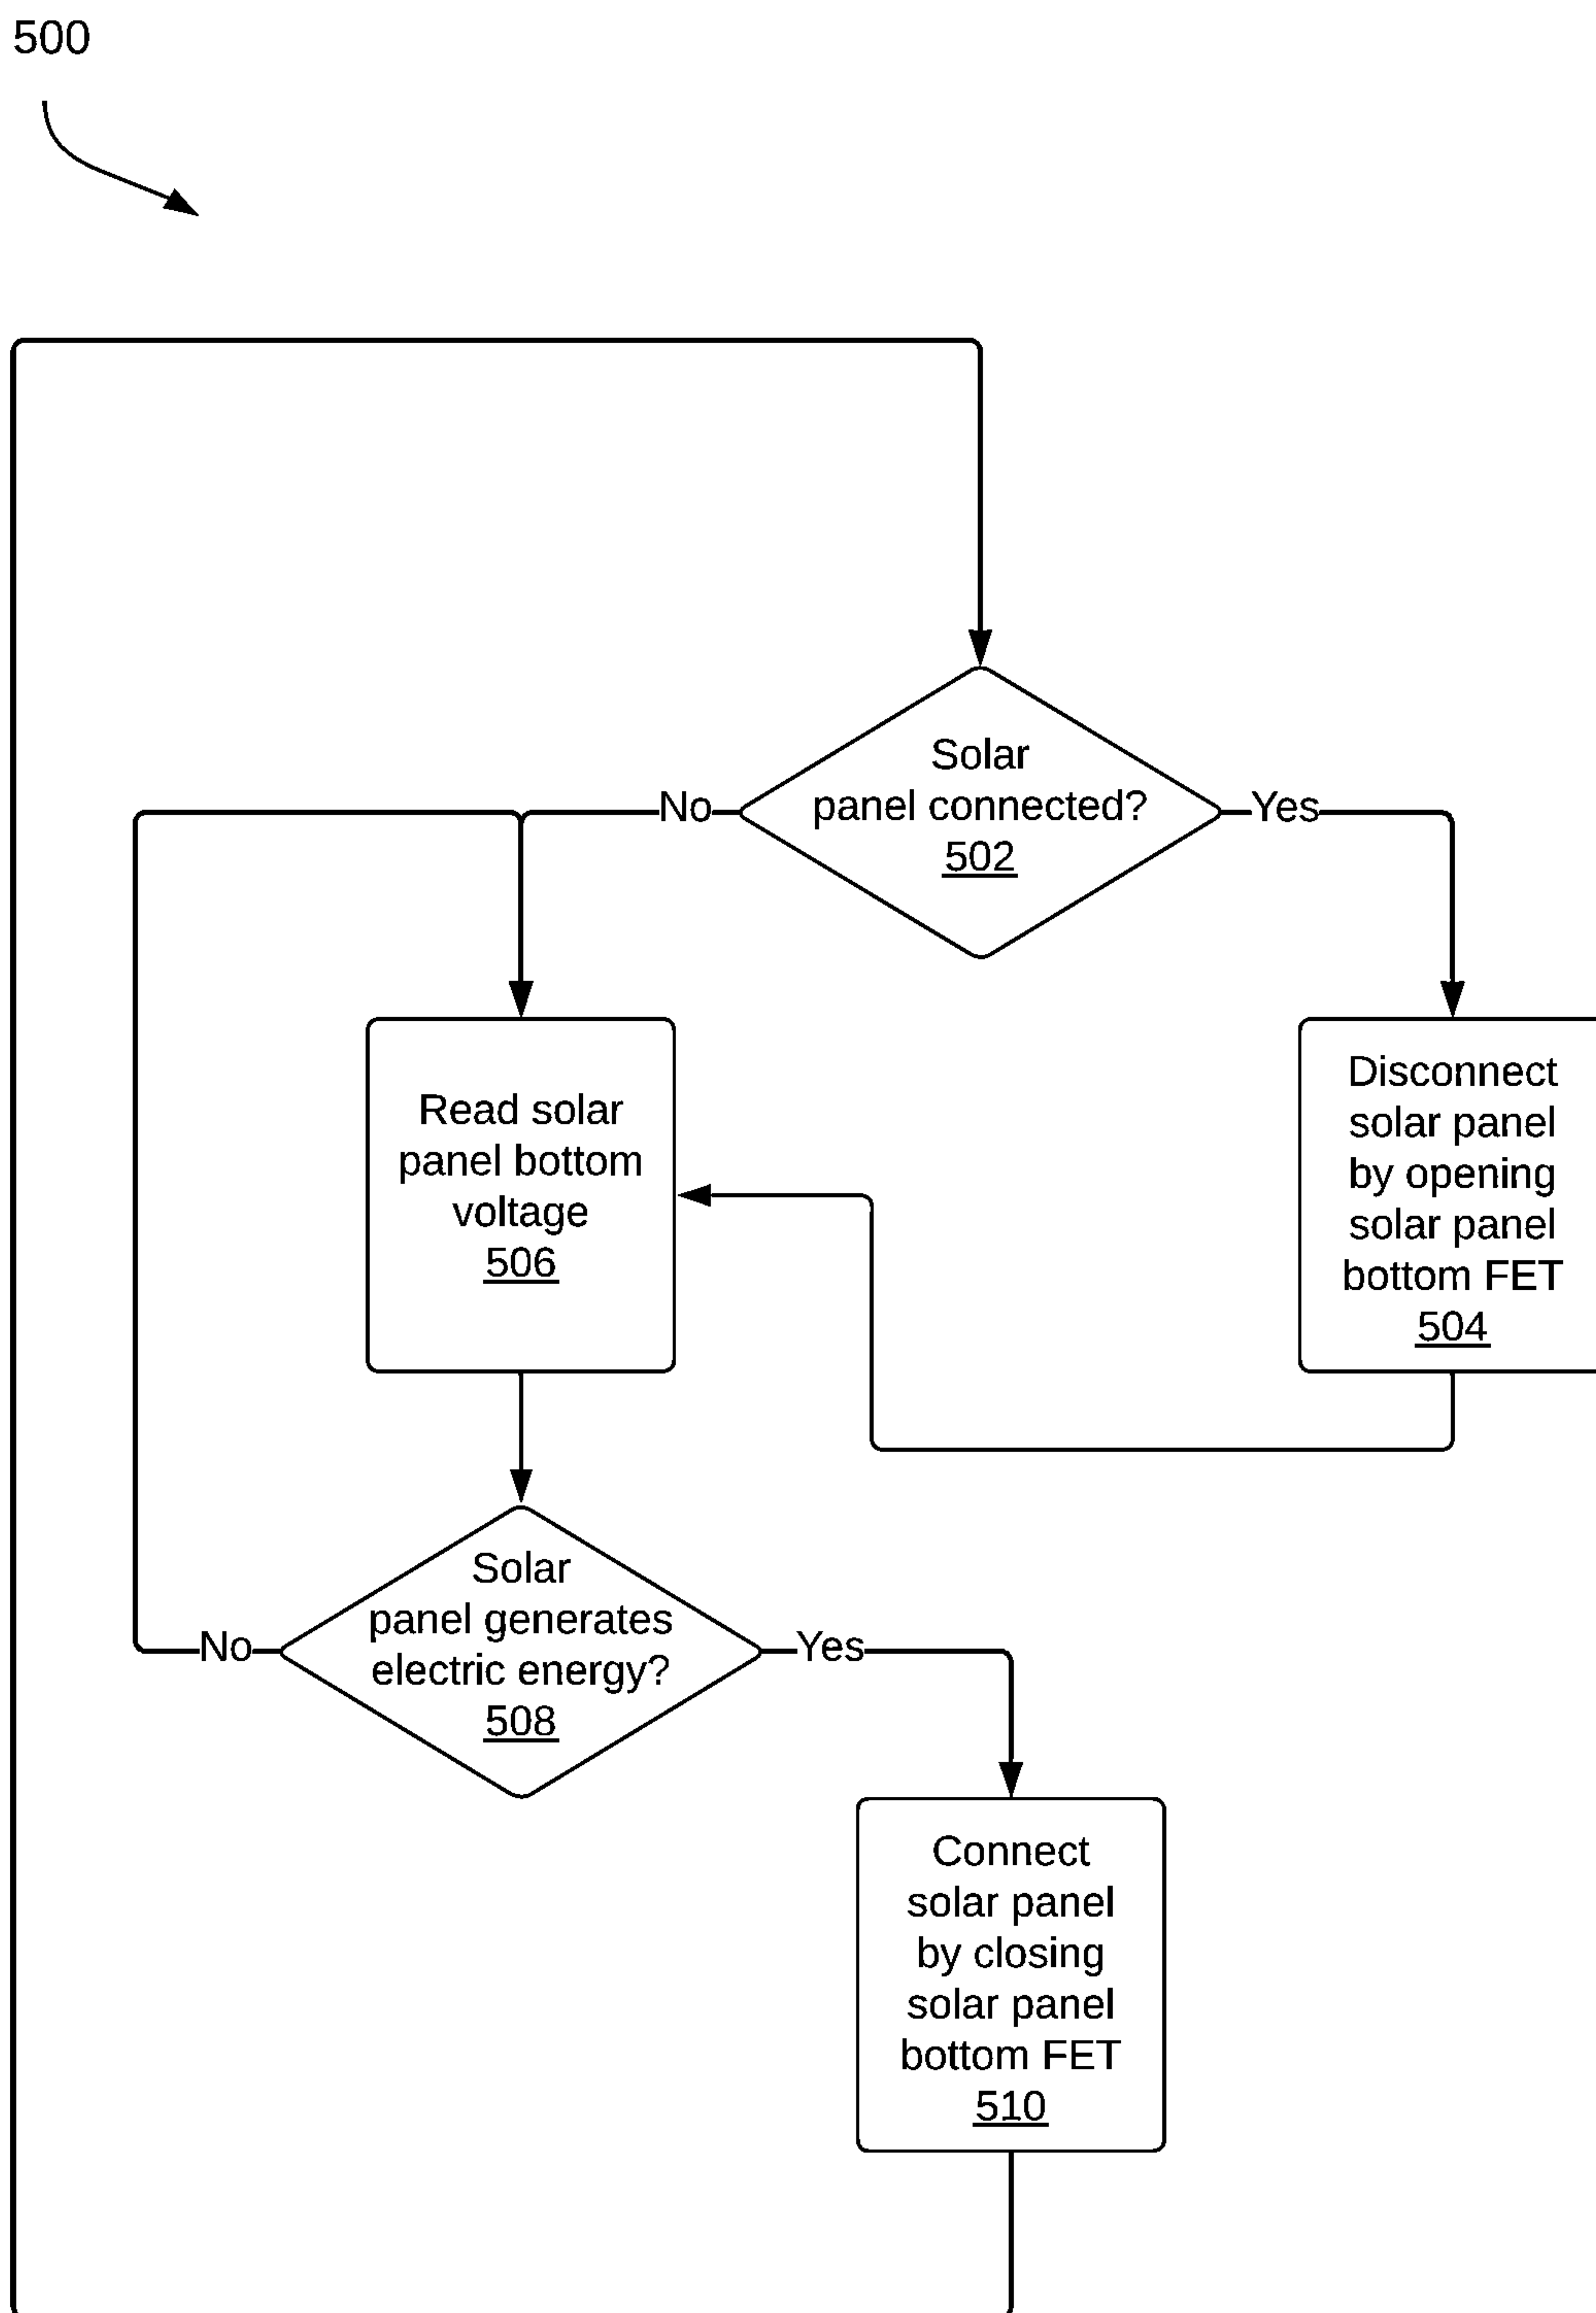 500
Solar
panel connected?
502
No
Yes
Read solar
panel bottom
voltage
506
Disconnect
solar panel
by opening
solar panel
bottom FET
504
Solar
panel generates
electric energy?
508
No
Yes
Connect
solar panel
by closing
solar panel
bottom FET
510